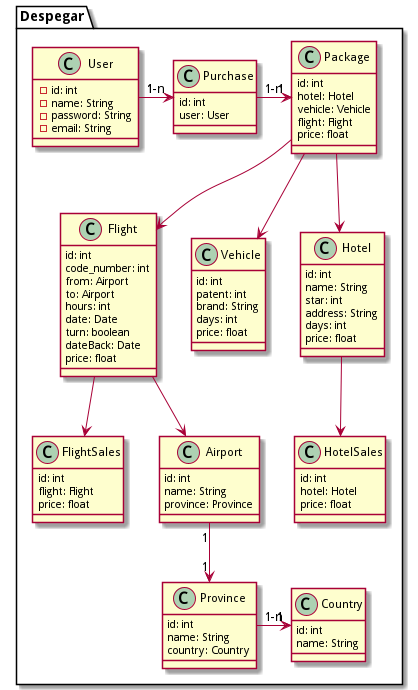 Despegar
C User
id: int
name: String
password: String
email: String
1-n
C Purchase
id: int
user: User
1-n 1
C Package
id: int
hotel: Hotel
vehicle: Vehicle
flight: Flight
price: float
C Flight
id: int
code_number: int
from: Airport
to: Airport
hours: int
date: Date
turn: boolean
dateBack: Date
price: float
C Vehicle
id: int
patent: int
brand: String
days: int
price: float
C Hotel
id: int
name: String
star: int
address: String
days: int
price: float
C FlightSales
id: int
flight: Flight
price: float
C Airport
id: int
name: String
province: Province
C HotelSales
id: int
hotel: Hotel
price: float
1
1
C Province
id: int
name: String
country: Country
1-n 1
C Country
id: int
name: String